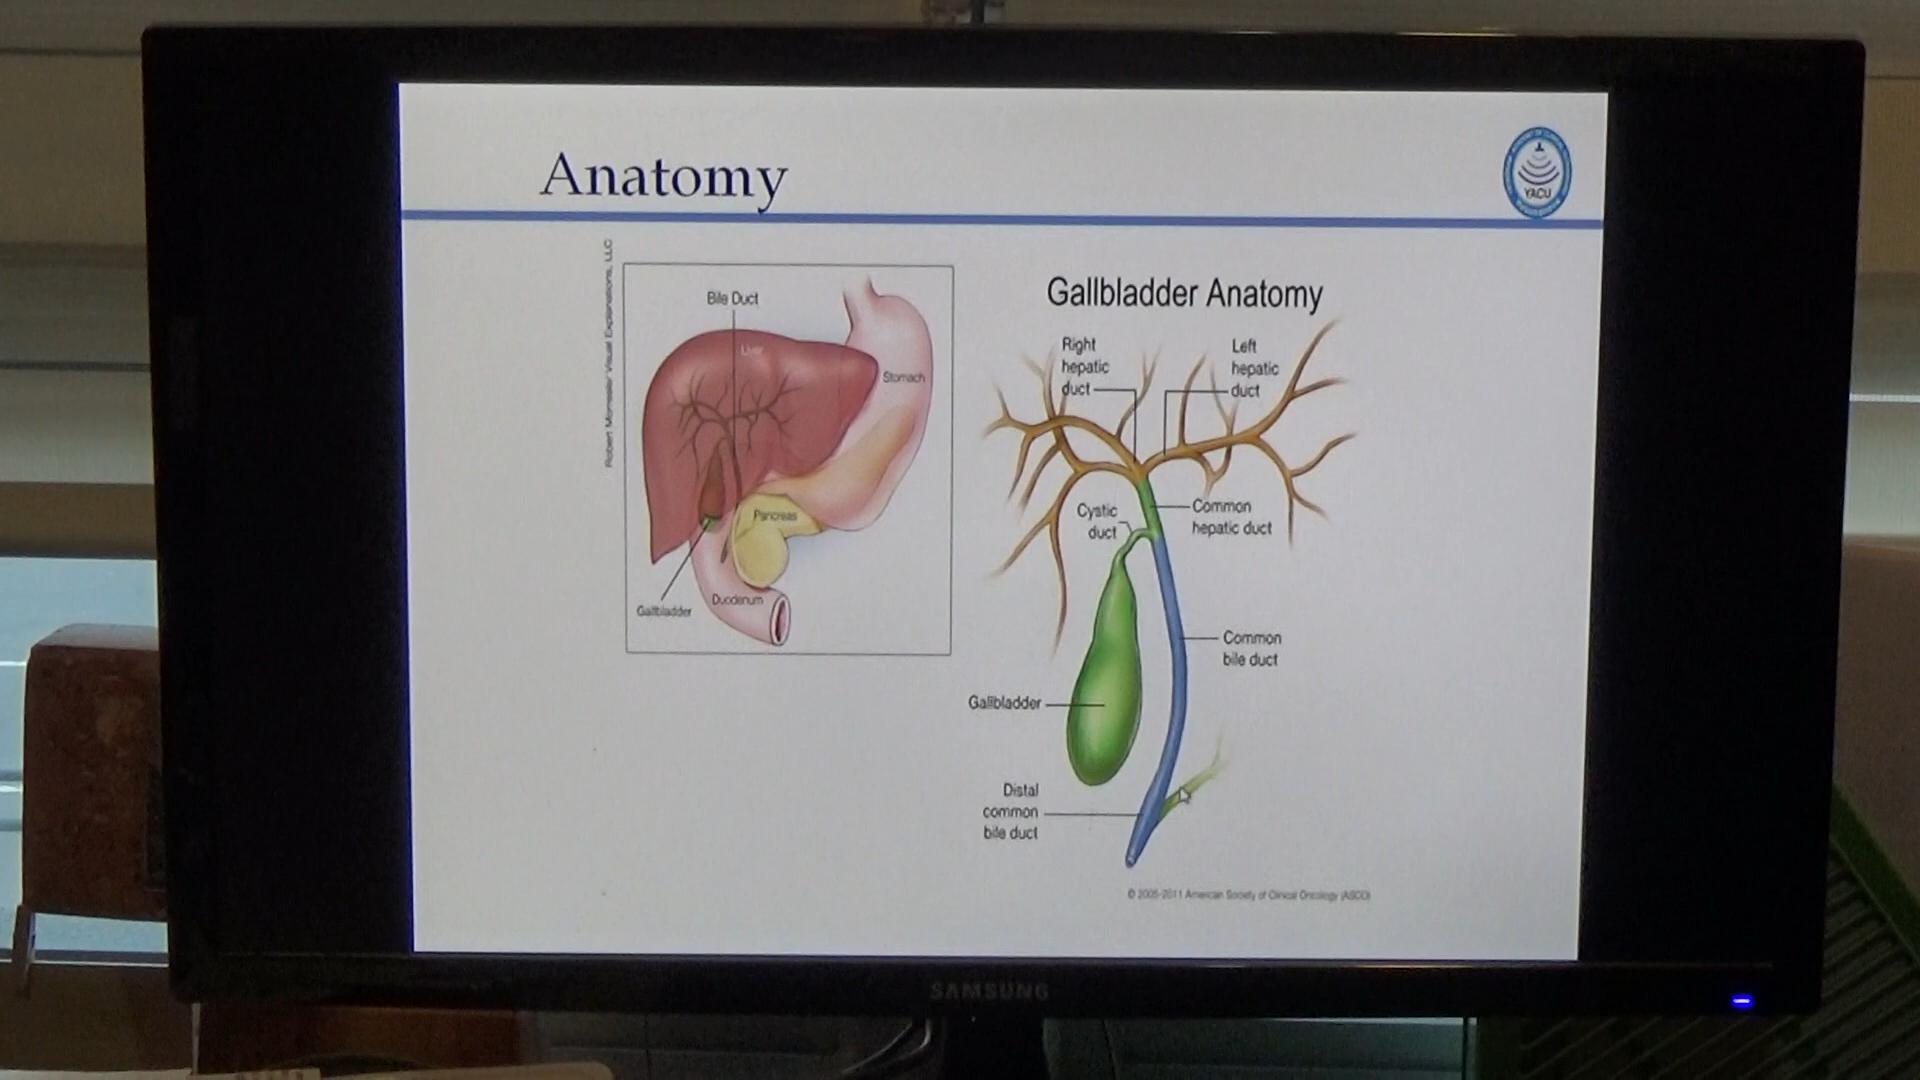 Anatomy
YACU
Robert Morreale/ Visual Explanations, LLC
Bile Duct
Liver
Stomach
Pancreas
Duodenum
Gallbladder
Gallbladder Anatomy
Right
hepatic
duct
Left
hepatic
duct
Cystic
duct
Common
hepatic duct
Common
bile duct
Gallbladder
Distal
common
bile duct
© 2005-2011 American Society of Clinical Oncology (ASCO)
SAMSUNG